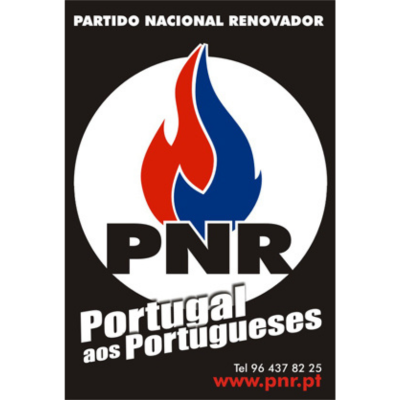 PARTIDO NACIONAL RENOVADOR
PNR
Portugal
aos Portugueses
Tel 96 437 82 25
www.pnr.pt